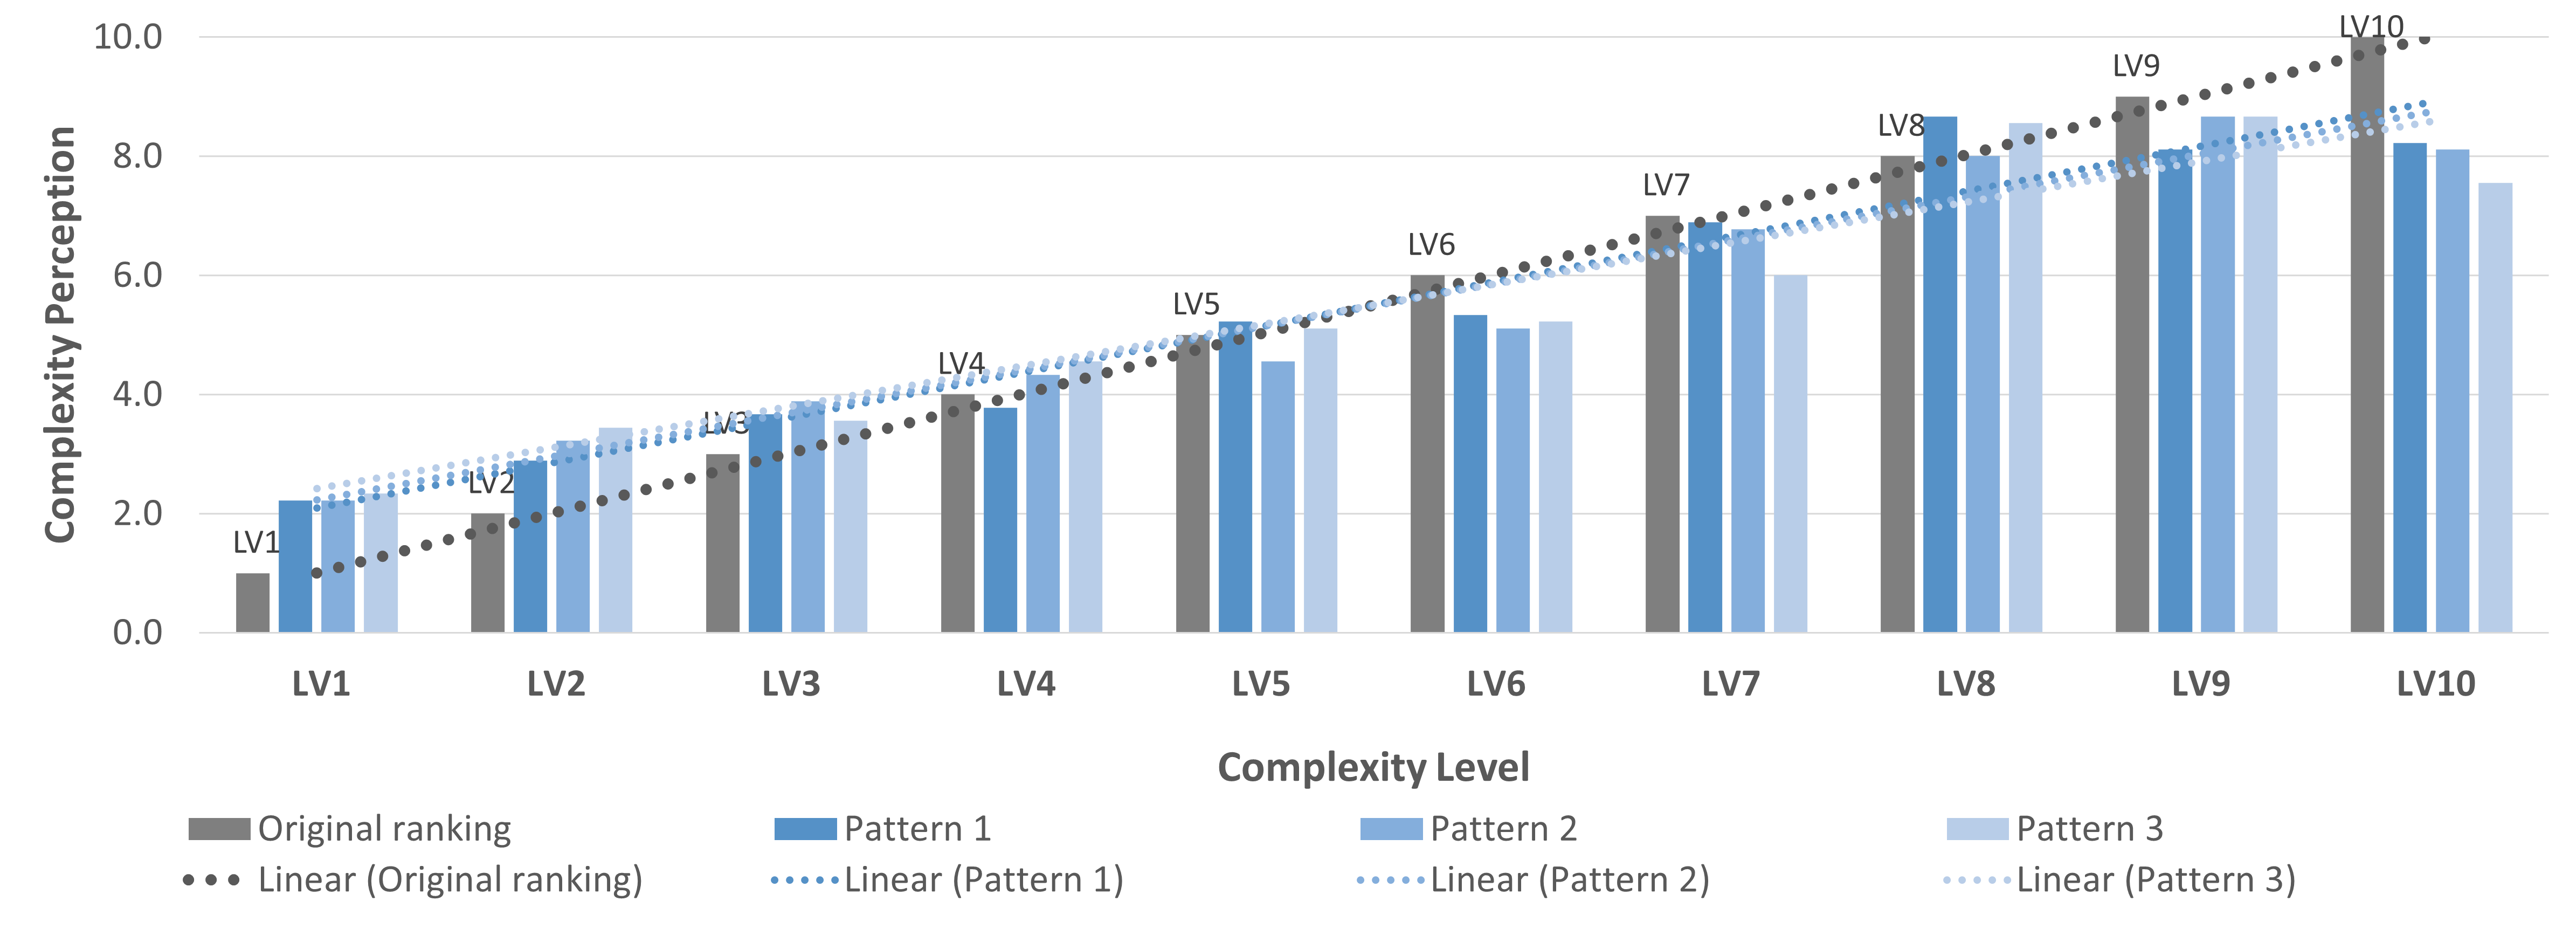 10.0
8.0
6.0
4.0
2.0
0.0
Complexity Perception
LV1
LV2
LV3
LV4
LV5
LV6
LV7
LV8
LV9
LV10
LV1 LV2 LV3 LV4 LV5 LV6 LV7 LV8 LV9 LV10
Complexity Level
Original ranking Pattern 1 Pattern 2 Pattern 3
Linear (Original ranking) Linear (Pattern 1) Linear (Pattern 2) Linear (Pattern 3)